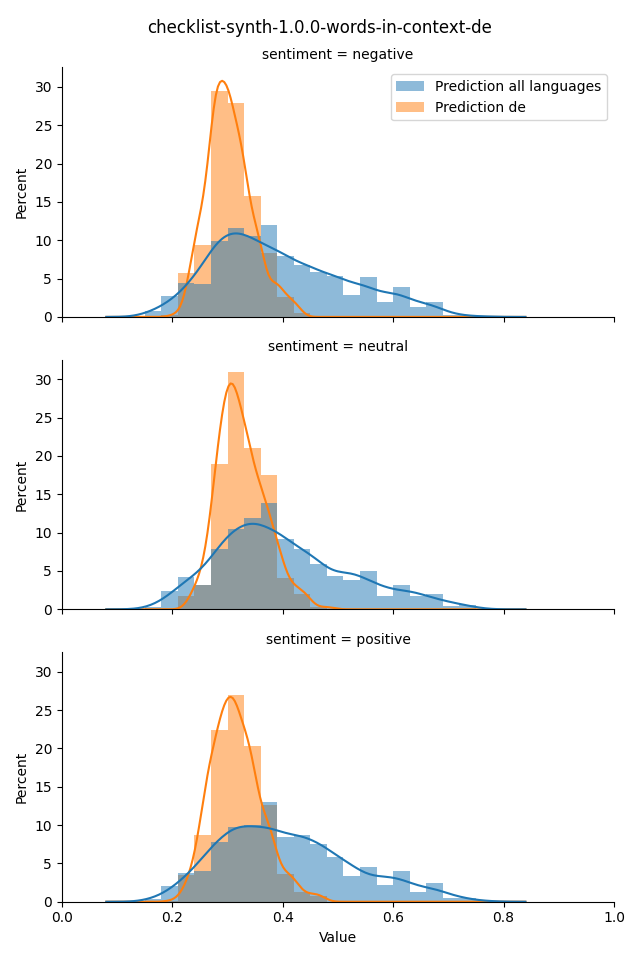 checklist-synth-1.0.0-words-in-context-de
sentiment = negative
Prediction all languages
Prediction de
Percent
30
25
20
15
10
5
0
sentiment = neutral
Percent
30
25
20
15
10
5
0
sentiment = positive
Percent
30
25
20
15
10
5
0
0.0 0.2 0.4 0.6 0.8 1.0
Value